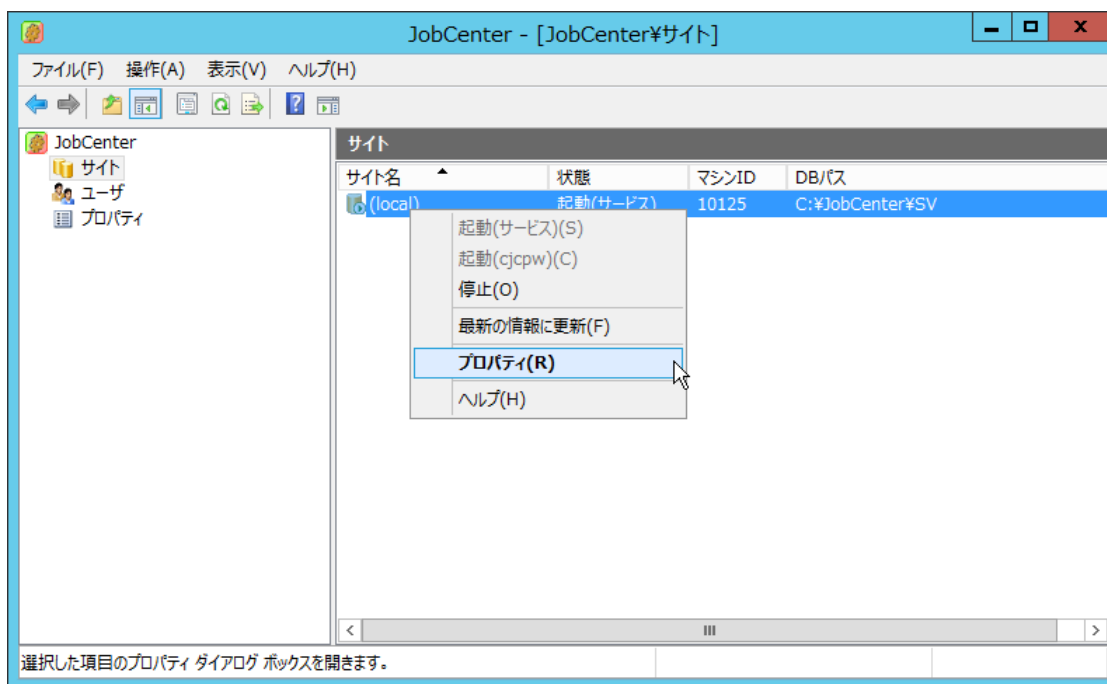 JobCenter - [JobCenter¥サイト]
ファイル(F) 操作(A) 表示(V) ヘルプ(H)
JobCenter
サイト
ユーザ
プロパティ
サイト
サイト名 状態 マシンID DBパス
(local) 起動(サービス) 10125 C:¥JobCenter¥SV
起動(サービス)(S)
起動(cjcpw)(C)
停止(O)
最新の情報に更新(F)
プロパティ(R)
ヘルプ(H)
選択した項目のプロパティ ダイアログ ボックスを開きます。